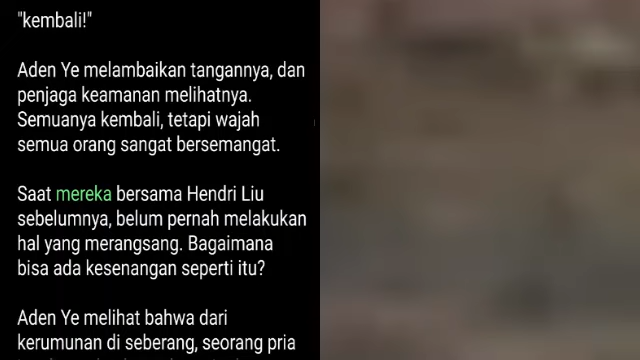 "kembali!"
Aden Ye melambaikan tangannya, dan
penjaga keamanan melihatnya.
Semuanya kembali, tetapi wajah
semua orang sangat bersemangat.
Saat mereka bersama Hendri Liu
sebelumnya, belum pernah melakukan
hal yang merangsang. Bagaimana
bisa ada kesenangan seperti itu?
Aden Ye melihat bahwa dari
kerumunan di seberang, seorang pria